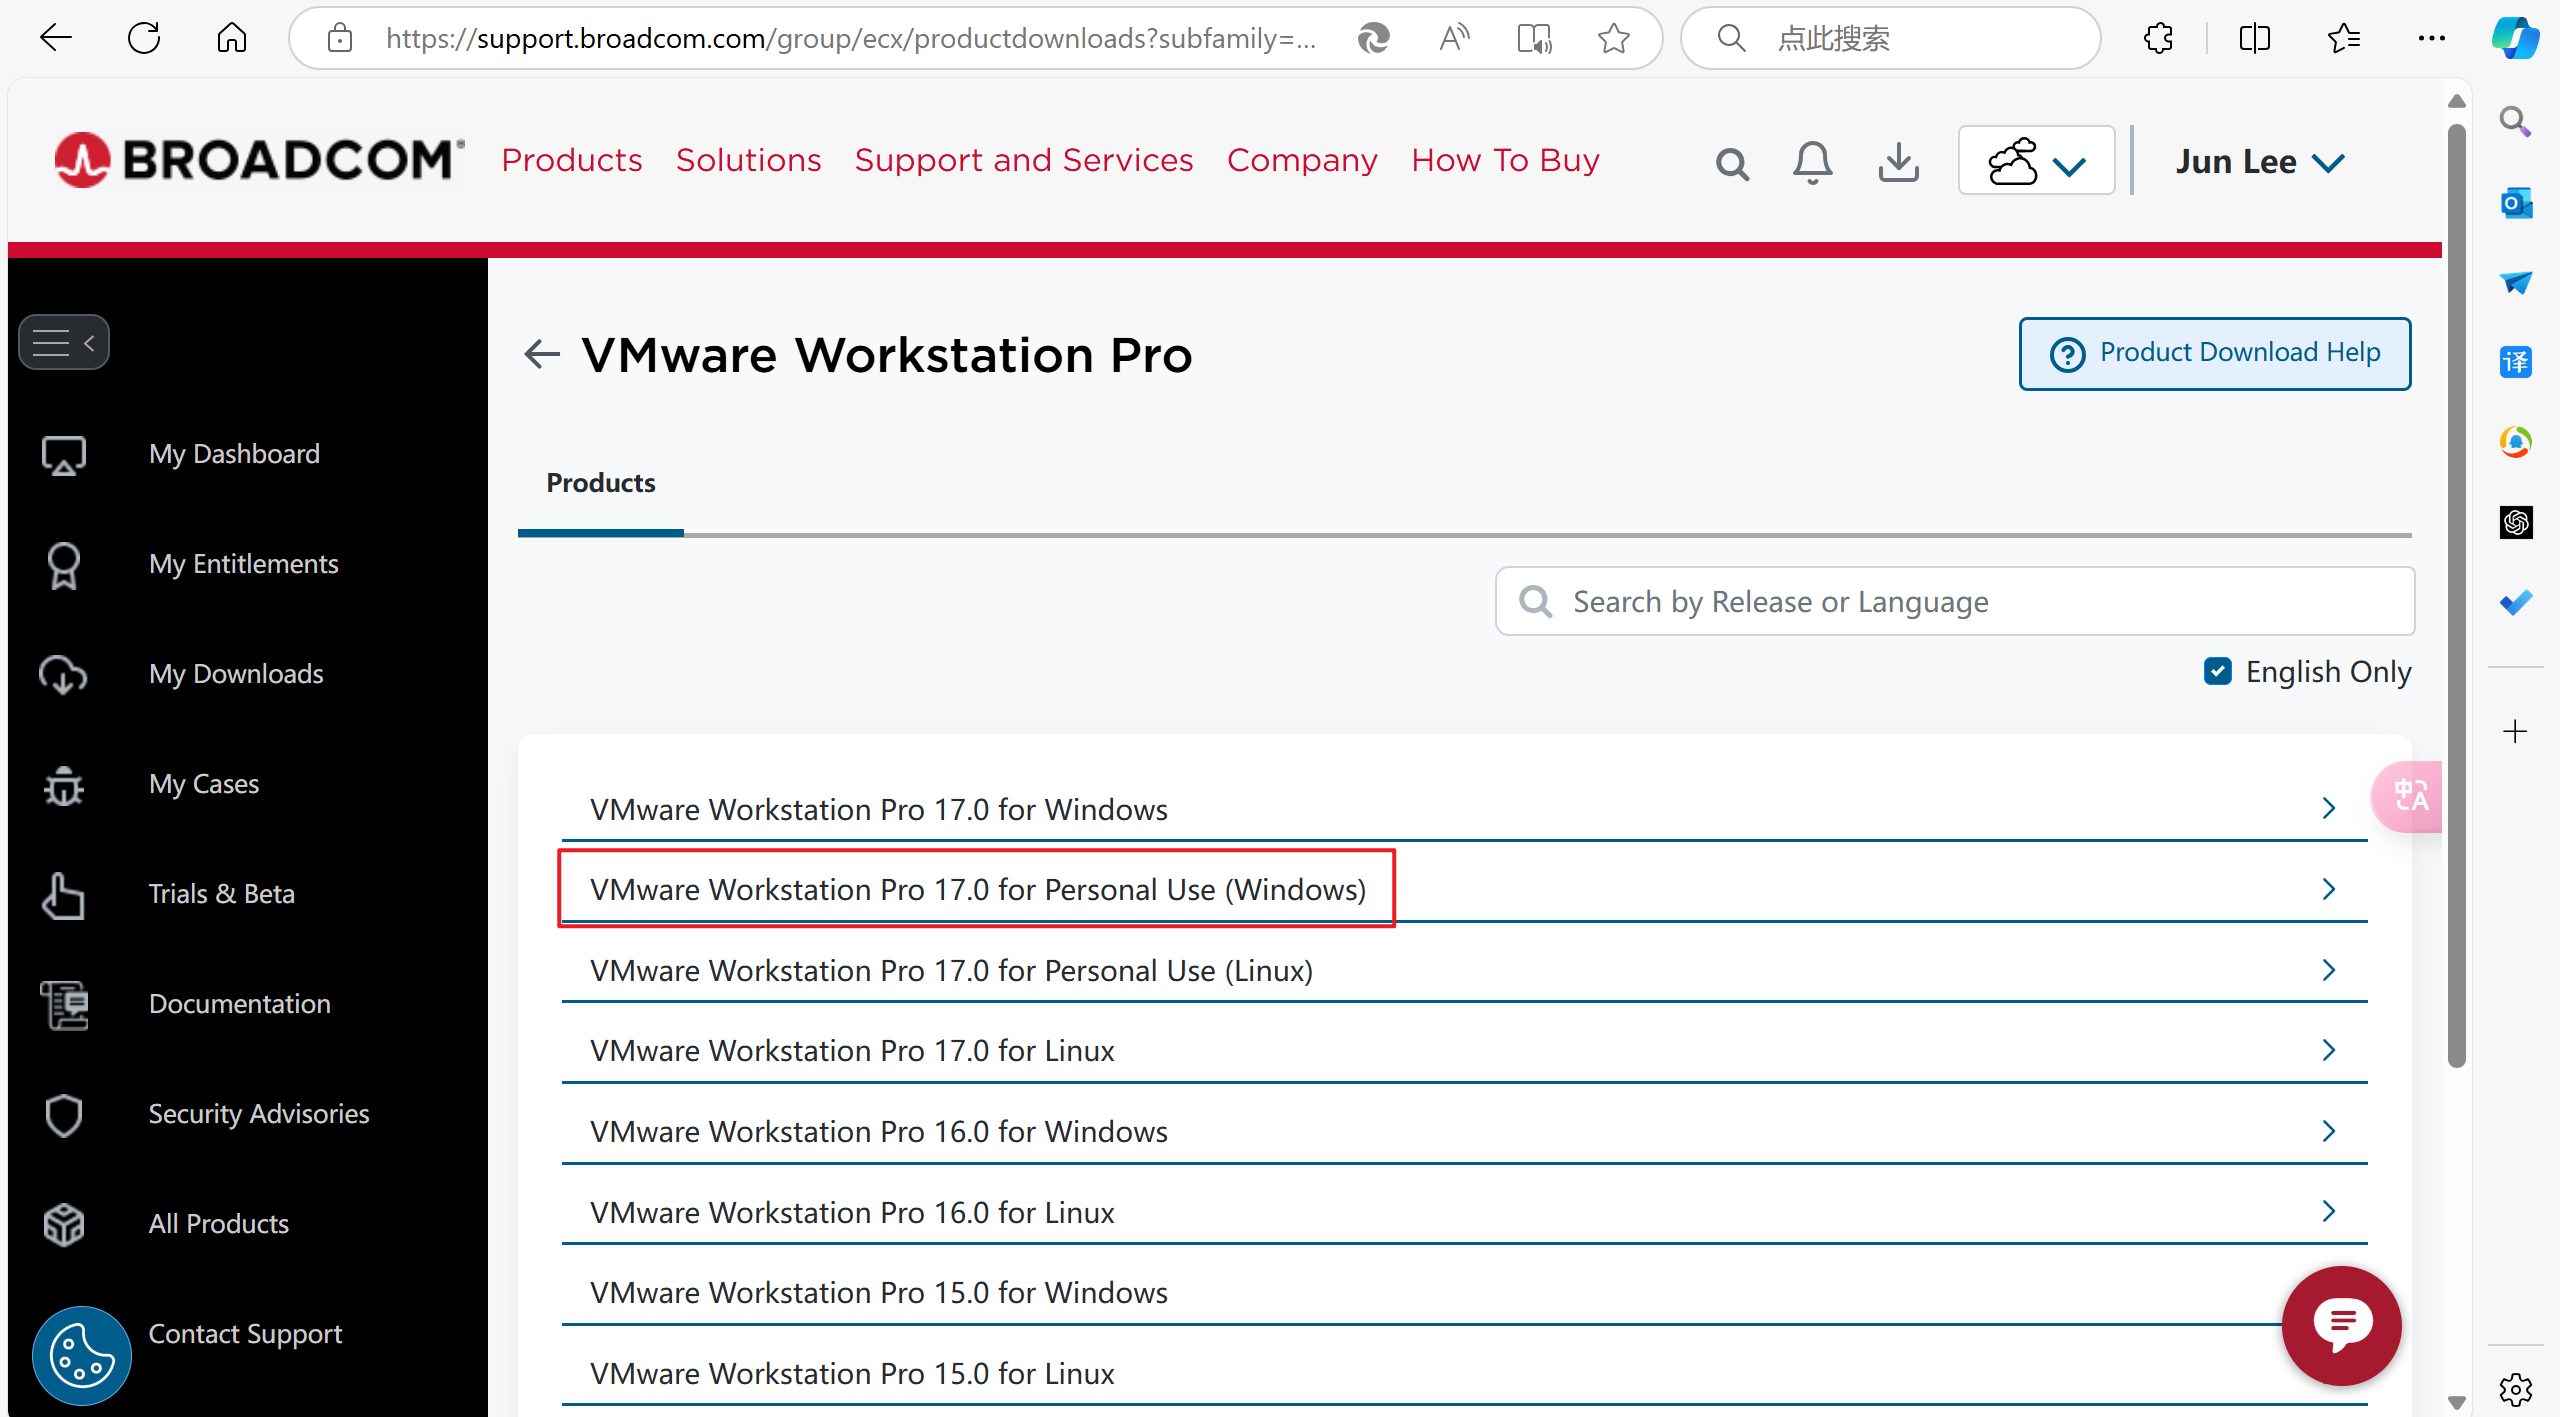 https://support.broadcom.com/group/ecx/productdownloads?subfamily=...
点此搜索
BROADCOM
Products
Solutions
Support and Services
Company
How To Buy
Jun Lee
VMware Workstation Pro
Product Download Help
My Dashboard
My Entitlements
My Downloads
My Cases
Trials & Beta
Documentation
Security Advisories
All Products
Contact Support
Products
Search by Release or Language
English Only
VMware Workstation Pro 17.0 for Windows
VMware Workstation Pro 17.0 for Personal Use (Windows)
VMware Workstation Pro 17.0 for Personal Use (Linux)
VMware Workstation Pro 17.0 for Linux
VMware Workstation Pro 16.0 for Windows
VMware Workstation Pro 16.0 for Linux
VMware Workstation Pro 15.0 for Windows
VMware Workstation Pro 15.0 for Linux
译
中A